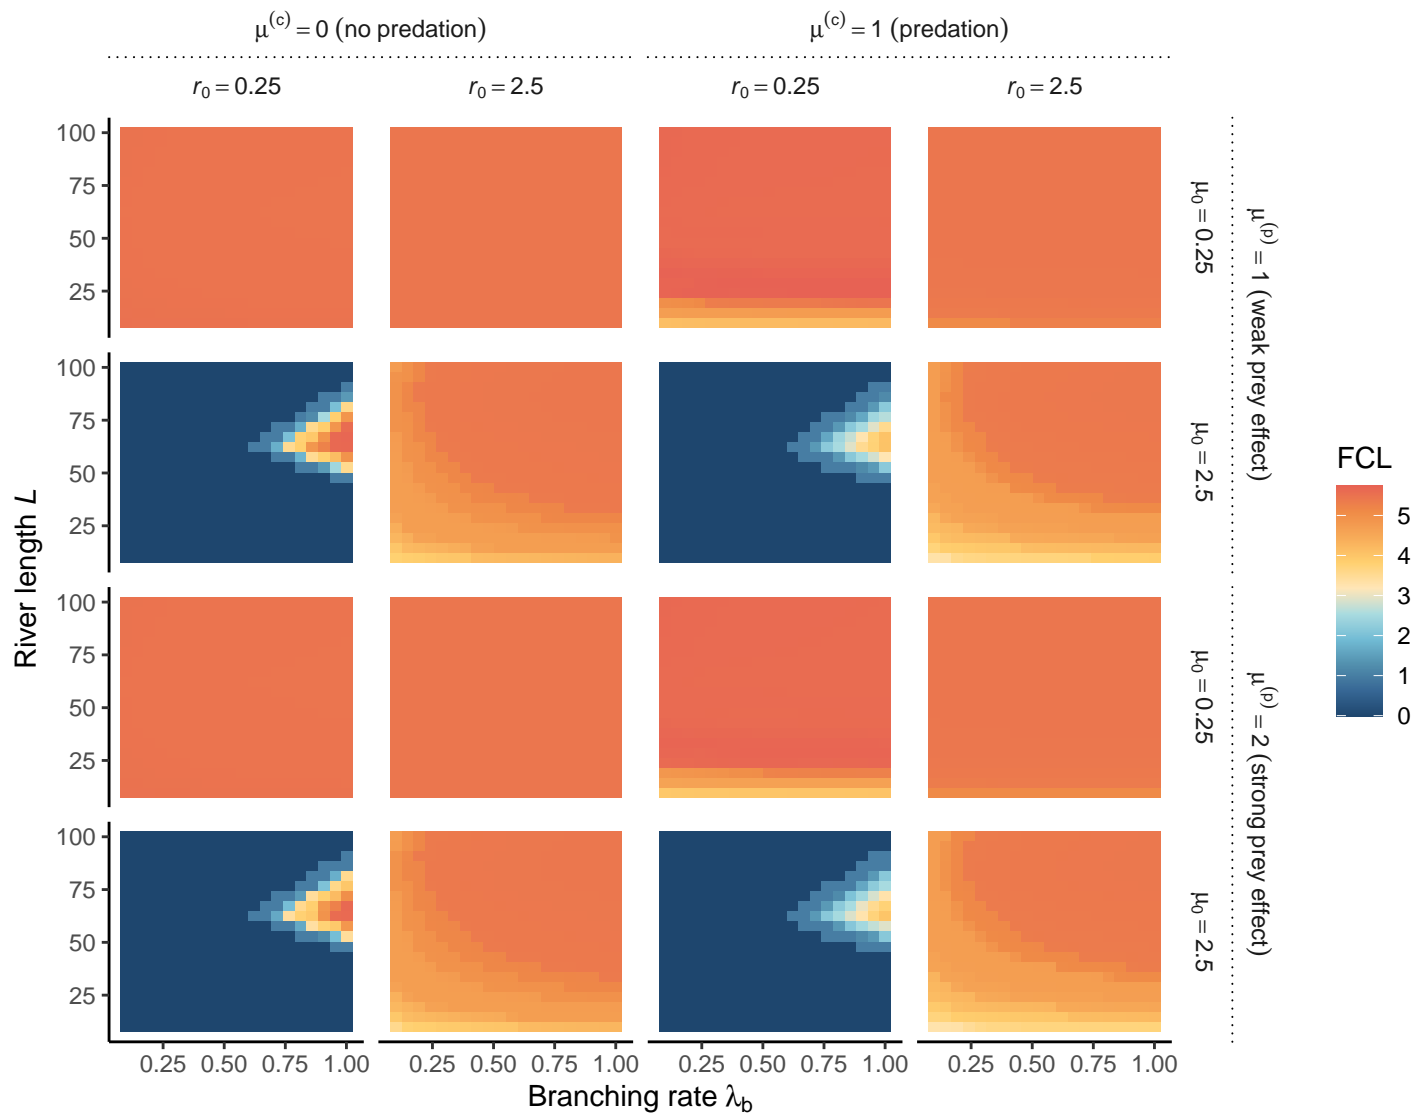 μ(c) = 0 (no predation)
μ(c) = 1 (predation)
r0 = 0.25
r0 = 2.5
r0 = 0.25
r0 = 2.5
100
75
50
25
μ0 = 0.25
100
75
50
25
μ0 = 2.5
μ(p) = 1 (weak prey effect)
100
75
50
25
μ0 = 0.25
100
75
50
25
μ0 = 2.5
μ(p) = 2 (strong prey effect)
River length L
0.25 0.50 0.75 1.00
0.25 0.50 0.75 1.00
0.25 0.50 0.75 1.00
0.25 0.50 0.75 1.00
Branching rate λb
FCL
5
4
3
2
1
0